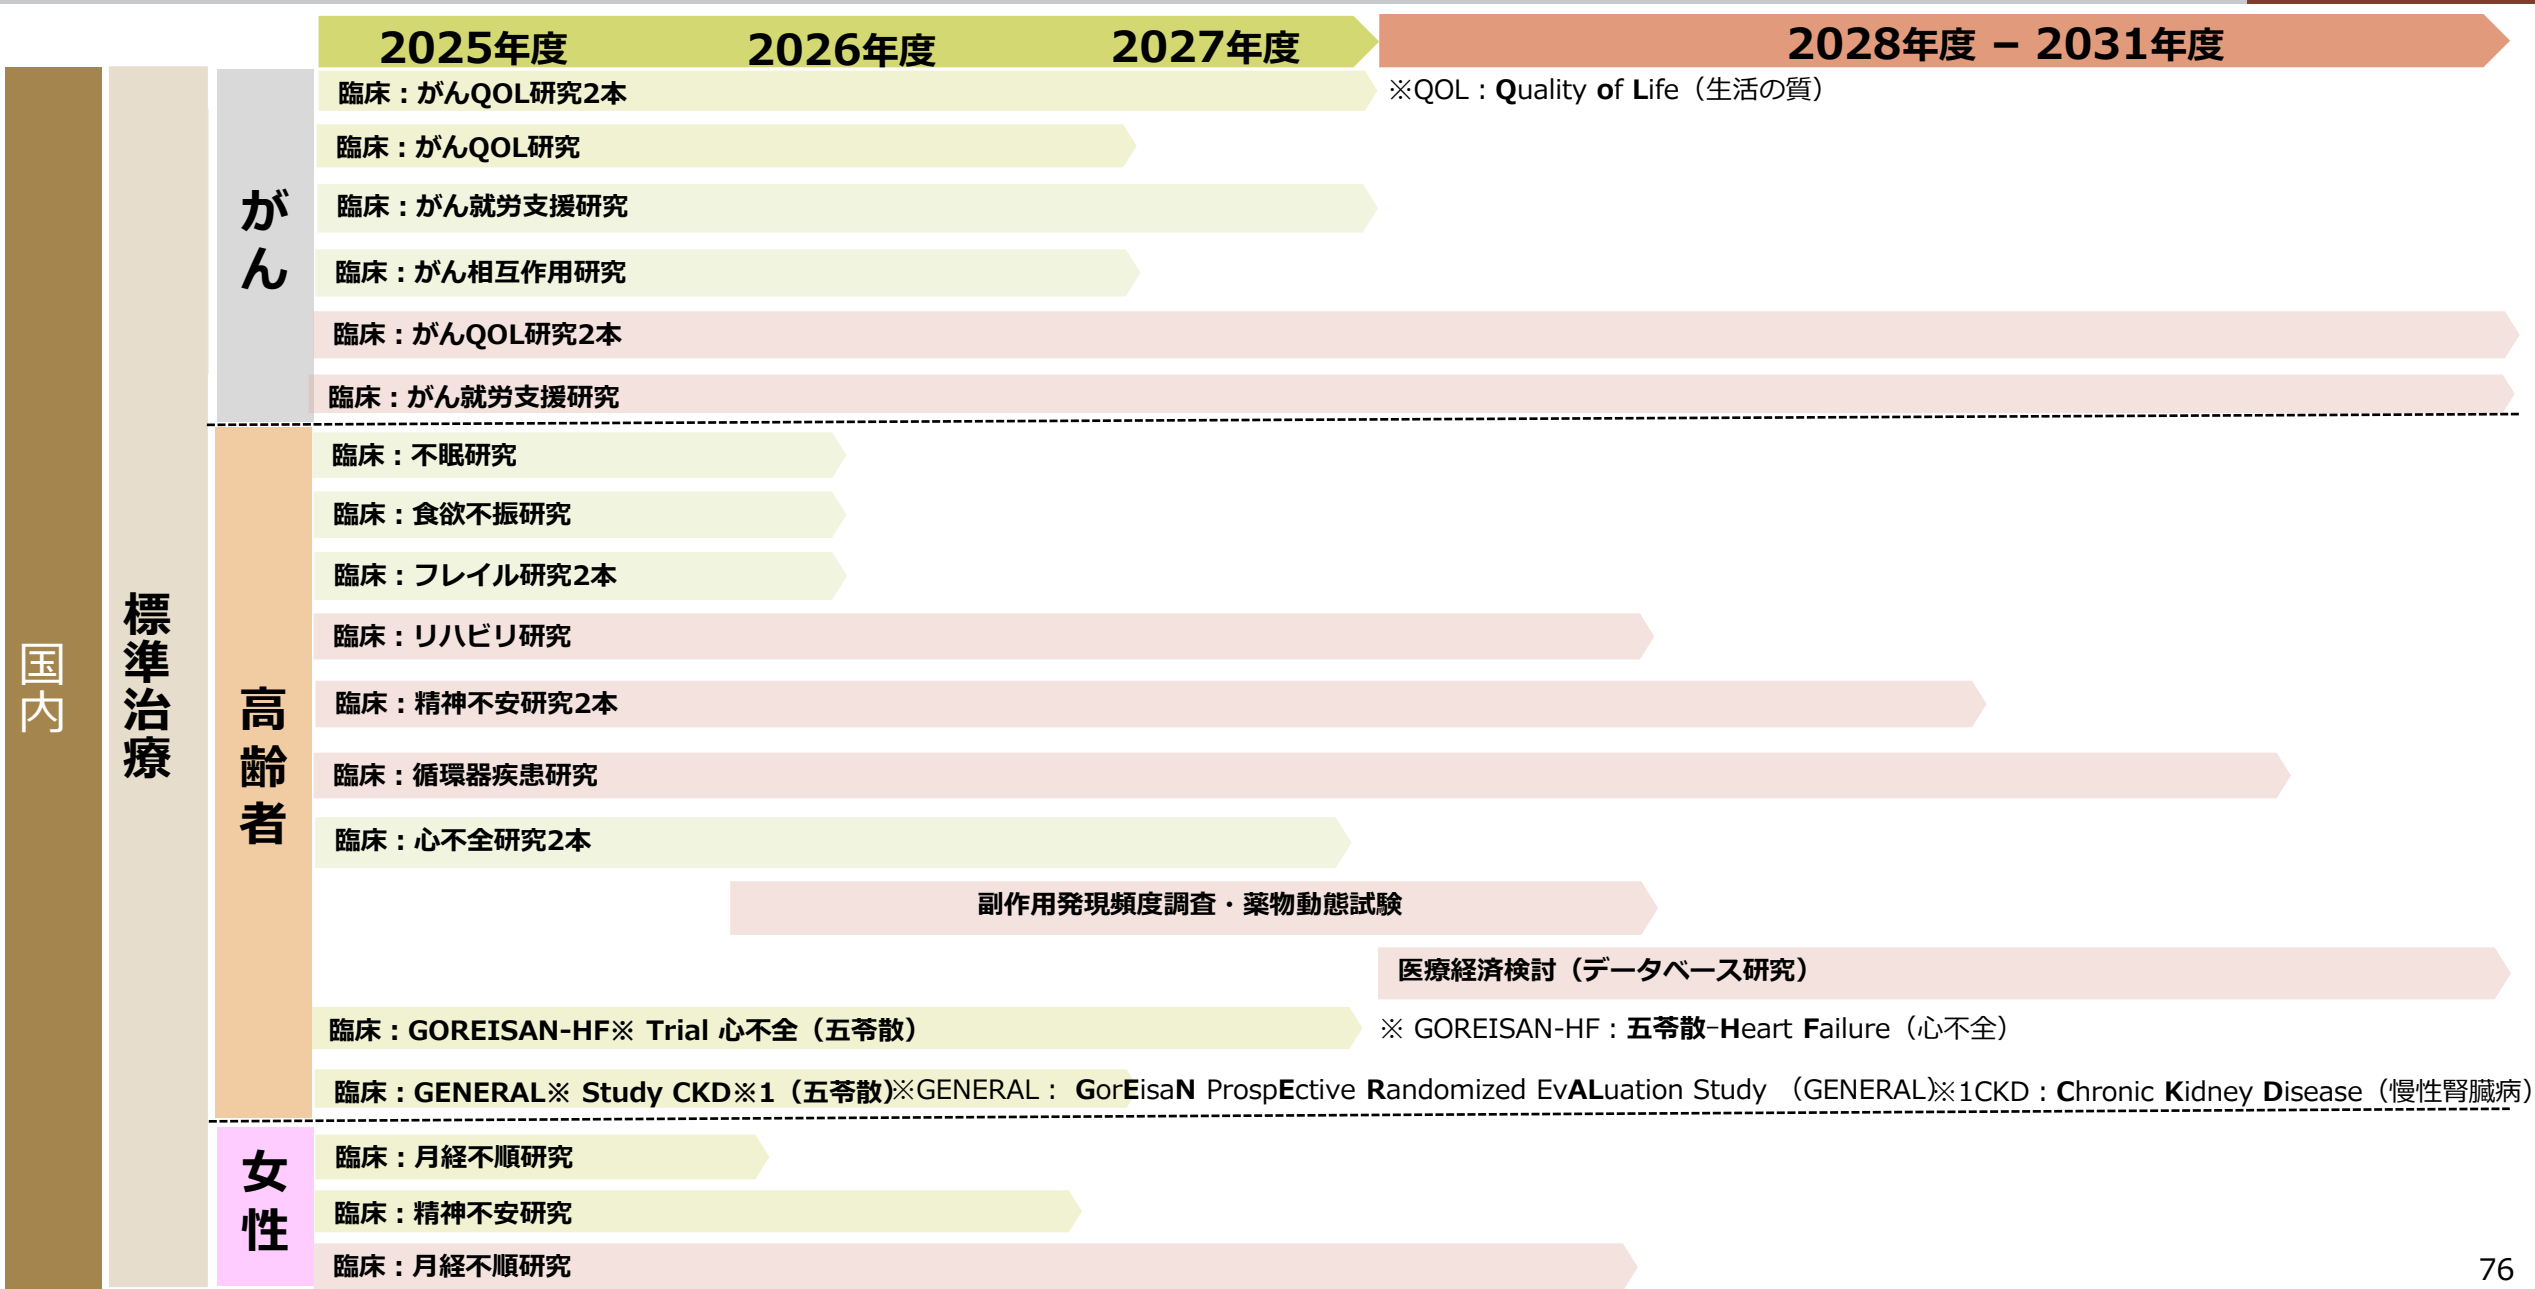 2025年度 2026年度 2027年度 2028年度 – 2031年度
国内
標準治療
がん
臨床：がんQOL研究2本 ※QOL：Quality of Life（生活の質）
臨床：がんQOL研究
臨床：がん就労支援研究
臨床：がん相互作用研究
臨床：がんQOL研究2本
臨床：がん就労支援研究
高齢者
臨床：不眠研究
臨床：食欲不振研究
臨床：フレイル研究2本
臨床：リハビリ研究
臨床：精神不安研究2本
臨床：循環器疾患研究
臨床：心不全研究2本
副作用発現頻度調査・薬物動態試験
医療経済検討（データベース研究）
臨床：GOREISAN-HF※ Trial 心不全（五苓散） ※ GOREISAN-HF：五苓散−Heart Failure（心不全）
臨床：GENERAL※ Study CKD※1（五苓散）※GENERAL： GorEisaN ProspEctive Randomized EvALuation Study （GENERAL）※1CKD：Chronic Kidney Disease（慢性腎臓病）
女性
臨床：月経不順研究
臨床：精神不安研究
臨床：月経不順研究
76